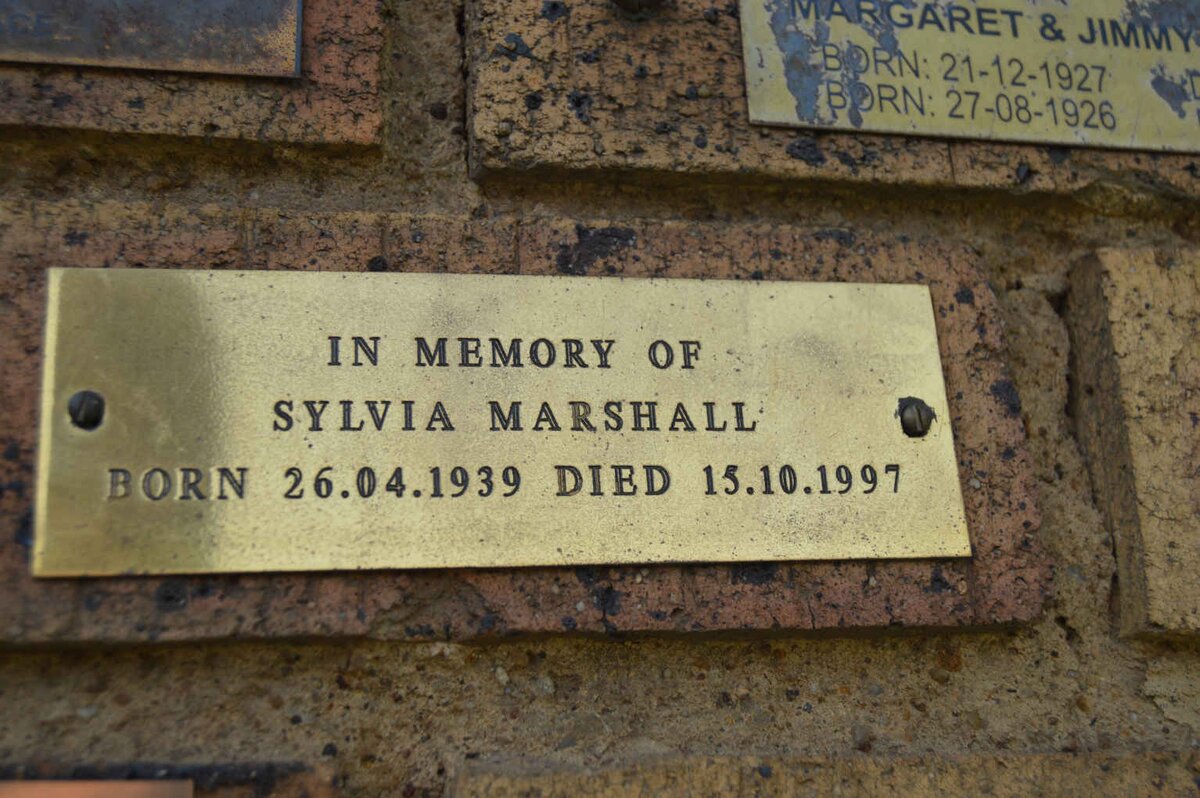 MARGARET & JIMMY
BORN: 21-12-1927
BORN: 27-08-1926
IN MEMORY OF
SYLVIA MARSHALL
BORN 26.04.1939 DIED 15.10.1997